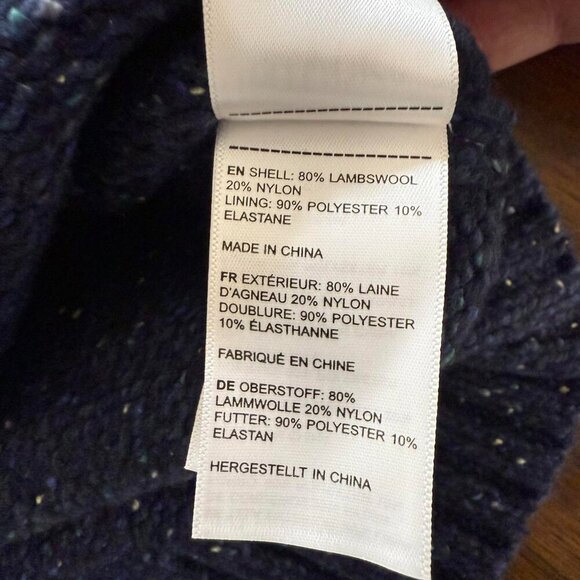 EN SHELL: 80% LAMBSWOOL
20% NYLON
LINING: 90% POLYESTER 10%
ELASTANE
MADE IN CHINA
FR EXTÉRIEUR: 80% LAINE
D'AGNEAU 20% NYLON
DOUBLURE: 90% POLYESTER
10% ÉLASTHANNE
FABRIQUÉ EN CHINE
DE OBERSTOFF: 80%
LAMMWOLLE 20% NYLON
FUTTER: 90% POLYESTER 10%
ELASTAN
HERGESTELLT IN CHINA